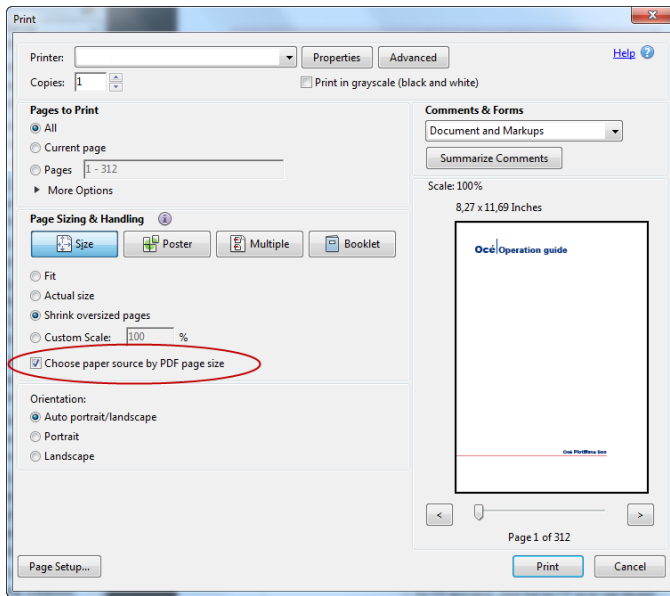 Print
Printer: Properties Advanced Help
Copies: 1 Print in grayscale (black and white)
Pages to Print
All
Current page
Pages 1 - 312
More Options
Page Sizing & Handling
Size Poster Multiple Booklet
Fit
Actual size
Shrink oversized pages
Custom Scale: 100 %
Choose paper source by PDF page size
Orientation:
Auto portrait/landscape
Portrait
Landscape
Comments & Forms
Document and Markups
Summarize Comments
Scale: 100%
8,27 x 11,69 Inches
Océ Operation guide
Océ PlotWave 500
< >
Page 1 of 312
Page Setup... Print Cancel